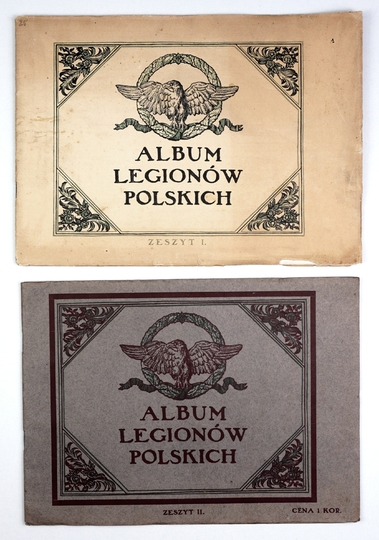 ALBUM
LEGIONÓW
POLSKICH
ZESZYT I.
ALBUM
LEGIONÓW
POLSKICH
ZESZYT II.
CENA 1 KOR.